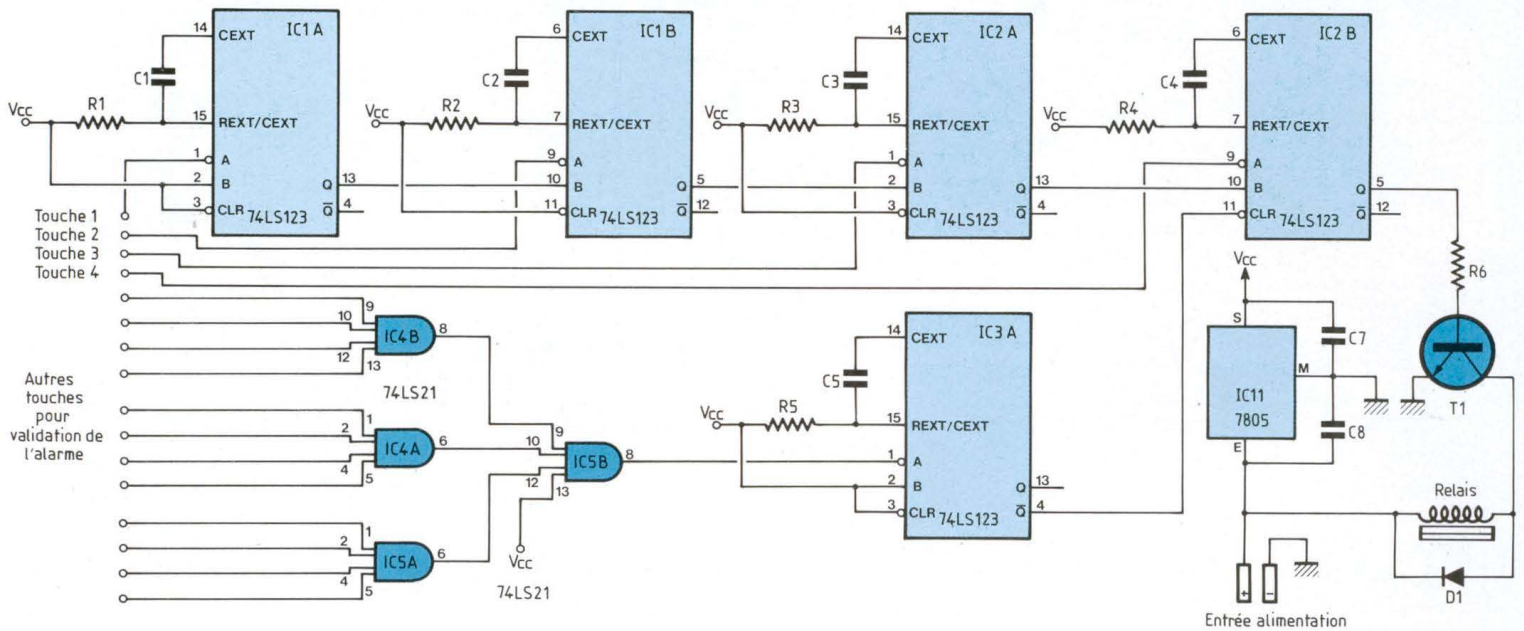 14 CEXT IC1 A
C1
Vcc R1
15 REXT/CEXT
1 A
2 B Q 13
3 CLR Q̅ 4
74LS123
6 CEXT IC1 B
C2
Vcc R2
7 REXT/CEXT
9 A
10 B Q 5
11 CLR Q̅ 12
74LS123
14 CEXT IC2 A
C3
Vcc R3
15 REXT/CEXT
1 A
2 B Q 13
3 CLR Q̅ 4
74LS123
6 CEXT IC2 B
C4
Vcc R4
7 REXT/CEXT
9 A
10 B Q 5
11 CLR Q̅ 12
74LS123
Touche 1
Touche 2
Touche 3
Touche 4
9
10 IC4B 8
12
13
74LS21
Autres
touches
pour
validation de
l'alarme
1
2 IC4A 6
4
5
1
2 IC5A 6
4
5
9
10 IC5B 8
12
13
Vcc
74LS21
14 CEXT IC3 A
C5
Vcc R5
15 REXT/CEXT
1 A
2 B Q 13
3 CLR Q̅ 4
74LS123
Vcc
S
C7
M
IC11
7805
C8
E
R6
T1
Relais
D1
+ -
Entrée alimentation